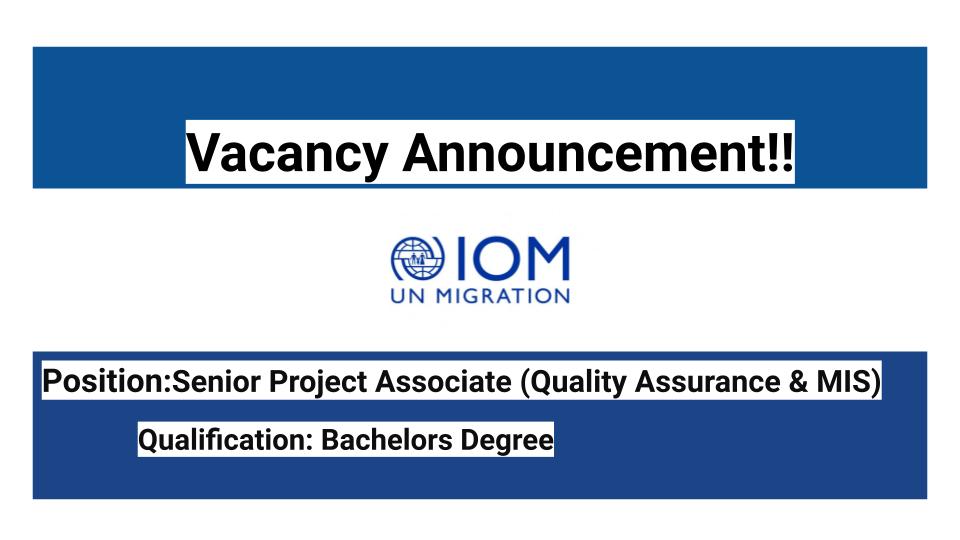 Vacancy Announcement!!
IOM
UN MIGRATION
Position:Senior Project Associate (Quality Assurance & MIS)
Qualification: Bachelors Degree